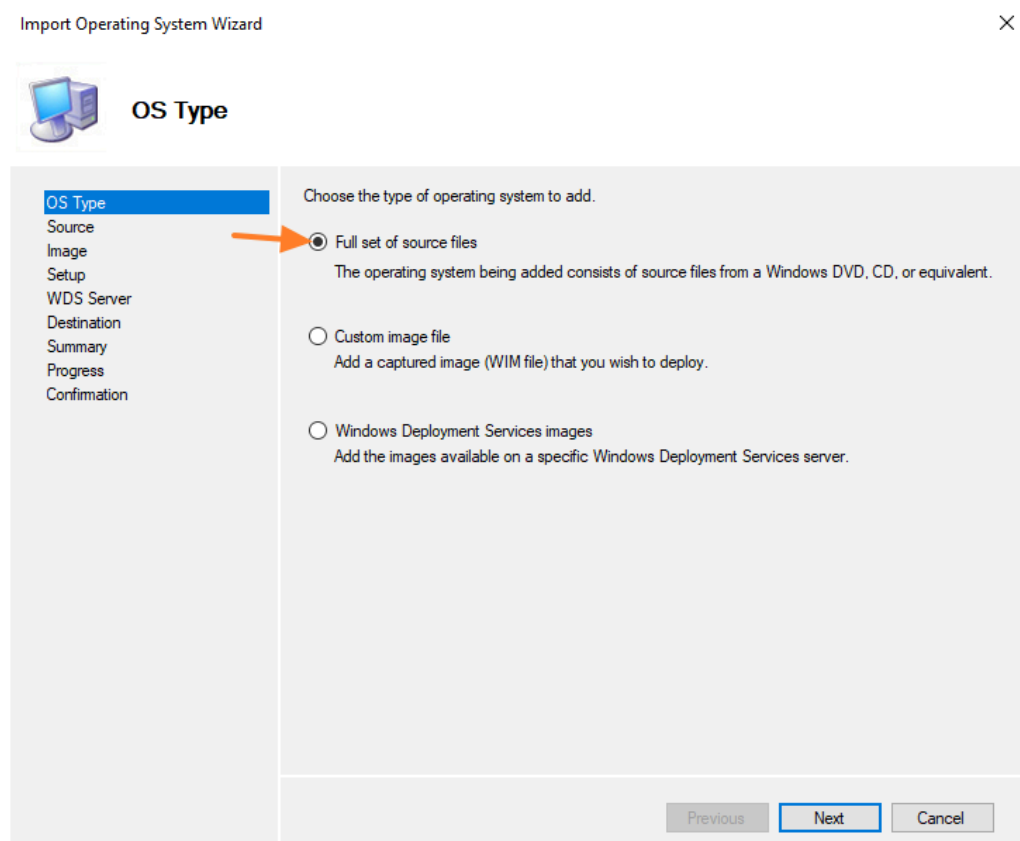 Import Operating System Wizard
OS Type
OS Type
Source
Image
Setup
WDS Server
Destination
Summary
Progress
Confirmation
Choose the type of operating system to add.
Full set of source files
The operating system being added consists of source files from a Windows DVD, CD, or equivalent.
Custom image file
Add a captured image (WIM file) that you wish to deploy.
Windows Deployment Services images
Add the images available on a specific Windows Deployment Services server.
Previous
Next
Cancel